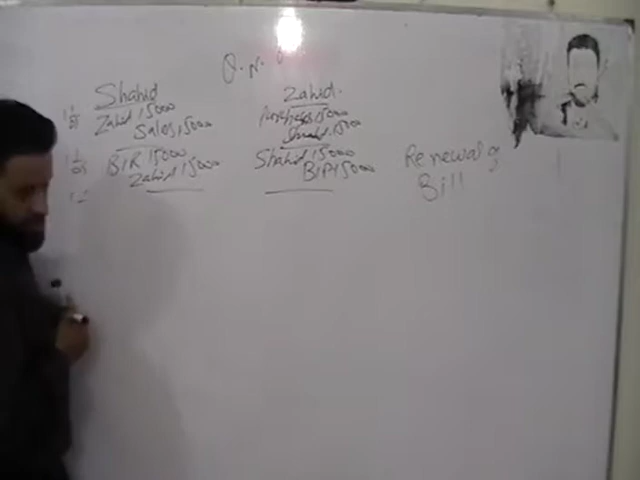 Q. N.
Shahid
Zahid 15000
Sales 15000
B/R 15000
Zahid 15000
Zahid.
Purchases 15000
Shahid 15000
Shahid 15000
B/P 15000
Renewal of
Bill